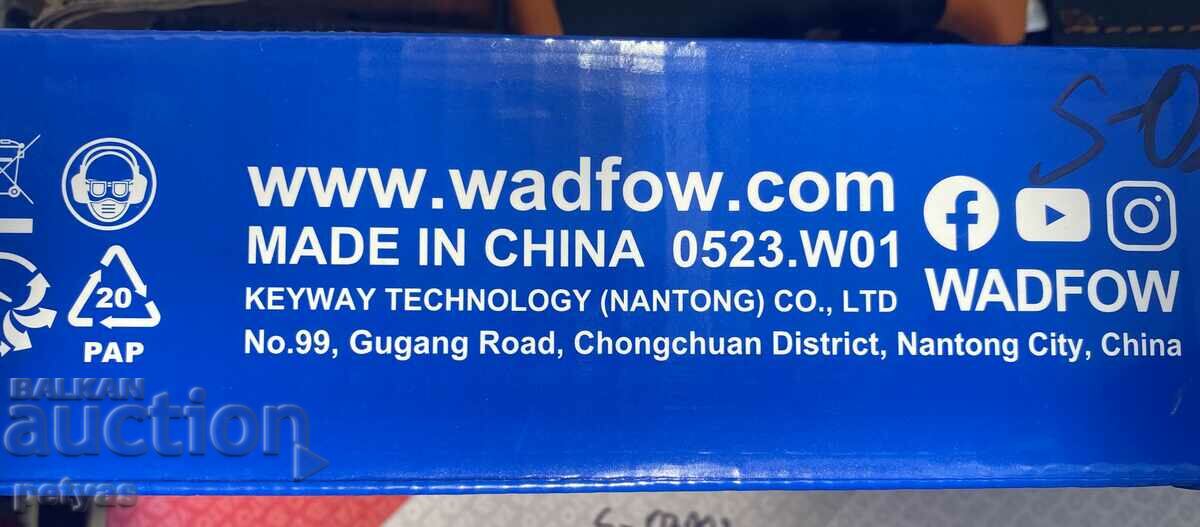 www.wadfow.com
MADE IN CHINA 0523.W01
KEYWAY TECHNOLOGY (NANTONG) CO., LTD
No.99, Gugang Road, Chongchuan District, Nantong City, China
WADFOW
20
PAP
BALKAN
auction
petyas